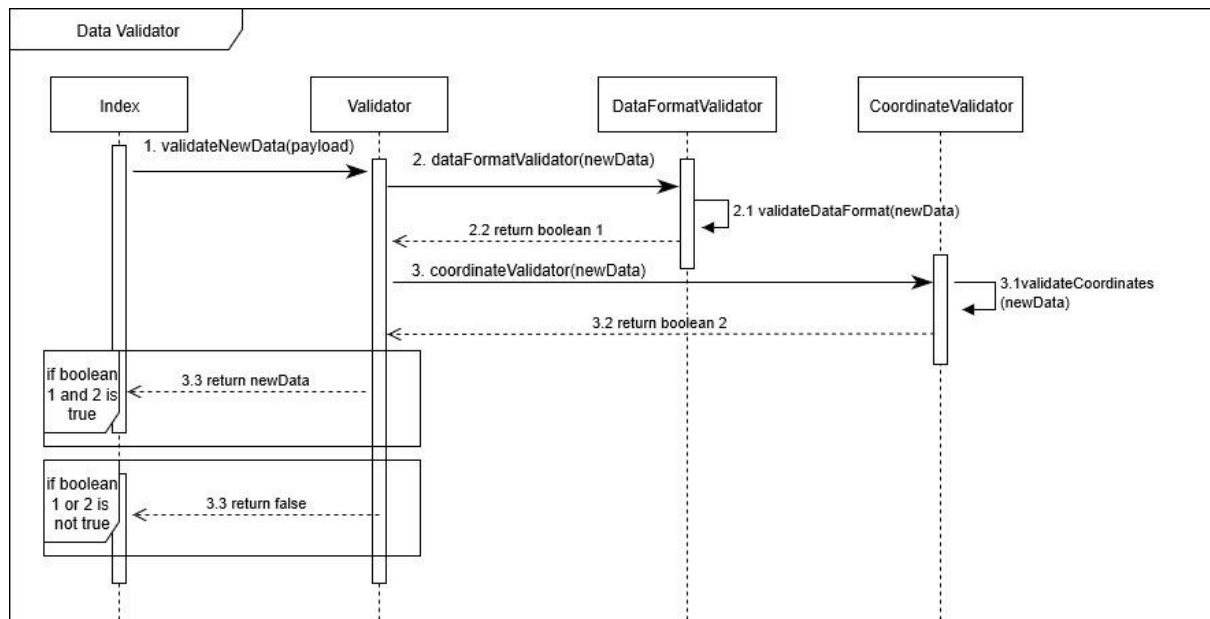 Data Validator
Index
Validator
DataFormatValidator
CoordinateValidator
1. validateNewData(payload)
2. dataFormatValidator(newData)
2.1 validateDataFormat(newData)
2.2 return boolean 1
3. coordinateValidator(newData)
3.1validateCoordinates
(newData)
3.2 return boolean 2
if boolean
1 and 2 is
true
3.3 return newData
if boolean
1 or 2 is
not true
3.3 return false